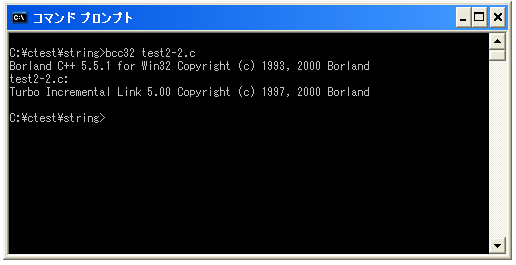 コマンド プロンプト
C:¥ctest¥string>bcc32 test2-2.c
Borland C++ 5.5.1 for Win32 Copyright (c) 1993, 2000 Borland
test2-2.c:
Turbo Incremental Link 5.00 Copyright (c) 1997, 2000 Borland
C:¥ctest¥string>